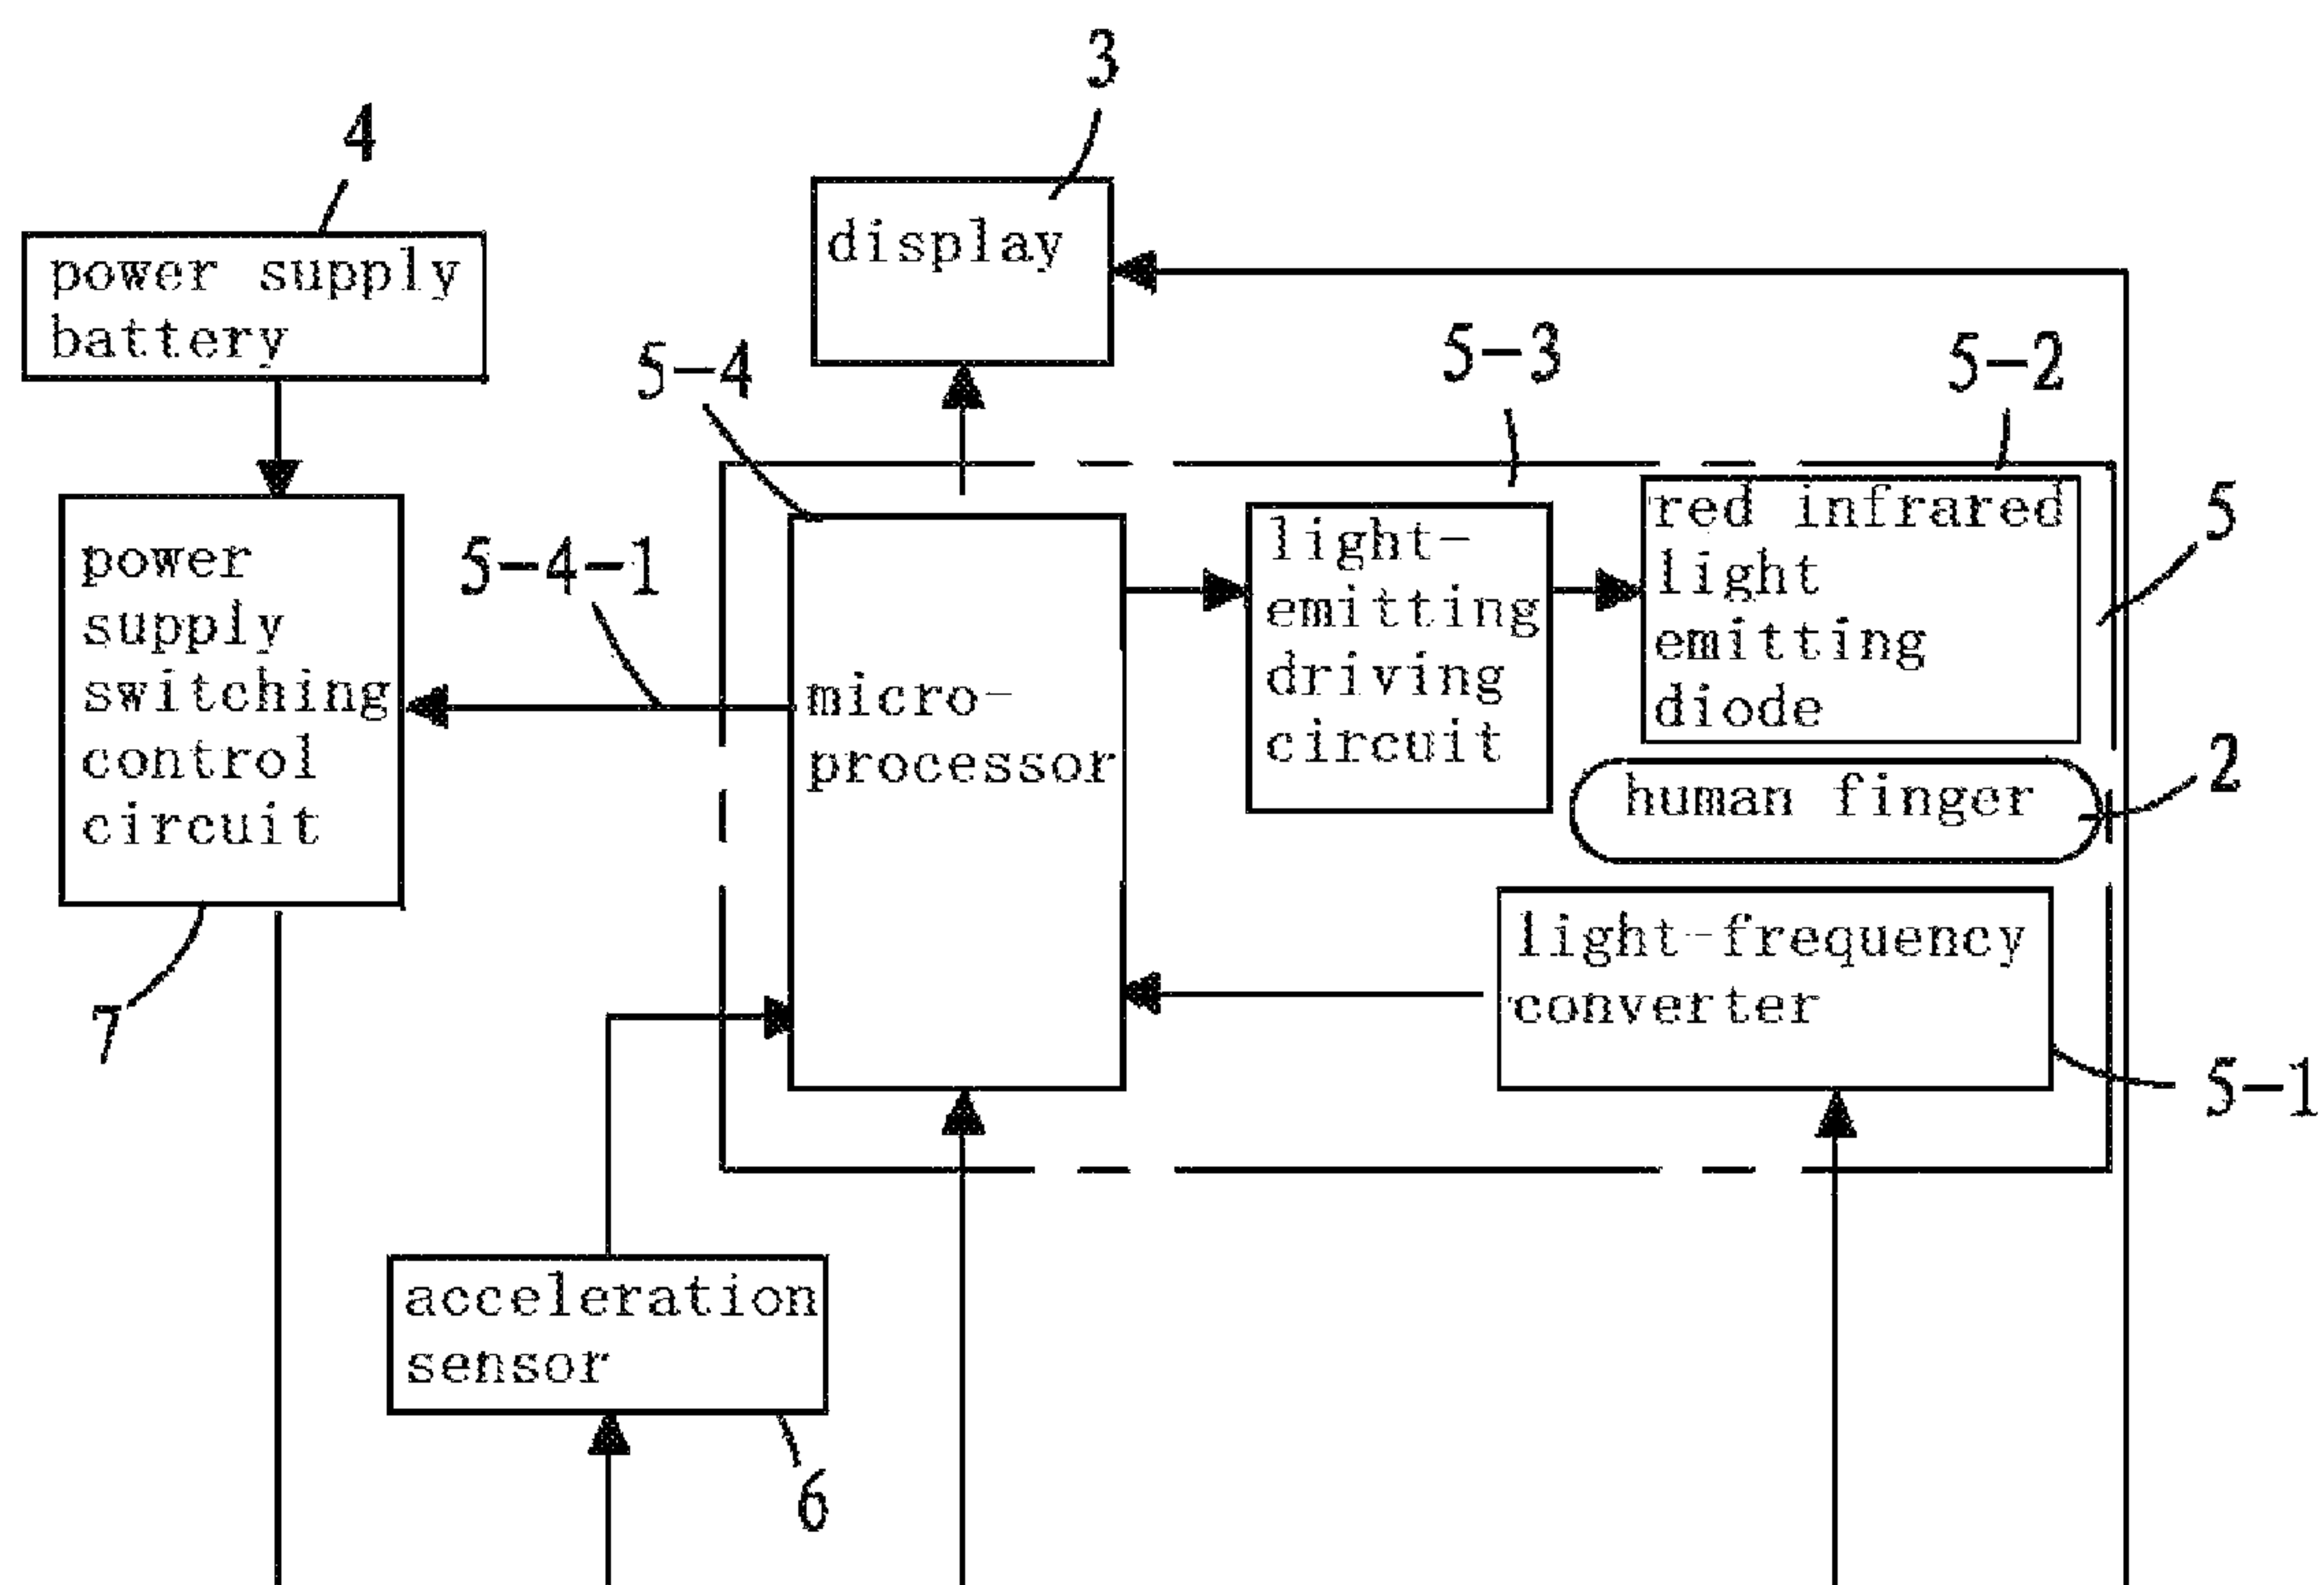 3
4
display
power supply
battery
5-4
5-3
5-2
red infrared
light
emitting
diode
5
light-
emitting
driving
circuit
power
supply
switching
control
circuit
5-4-1
micro-
processor
human finger
2
light-frequency
converter
7
5-1
acceleration
sensor
6